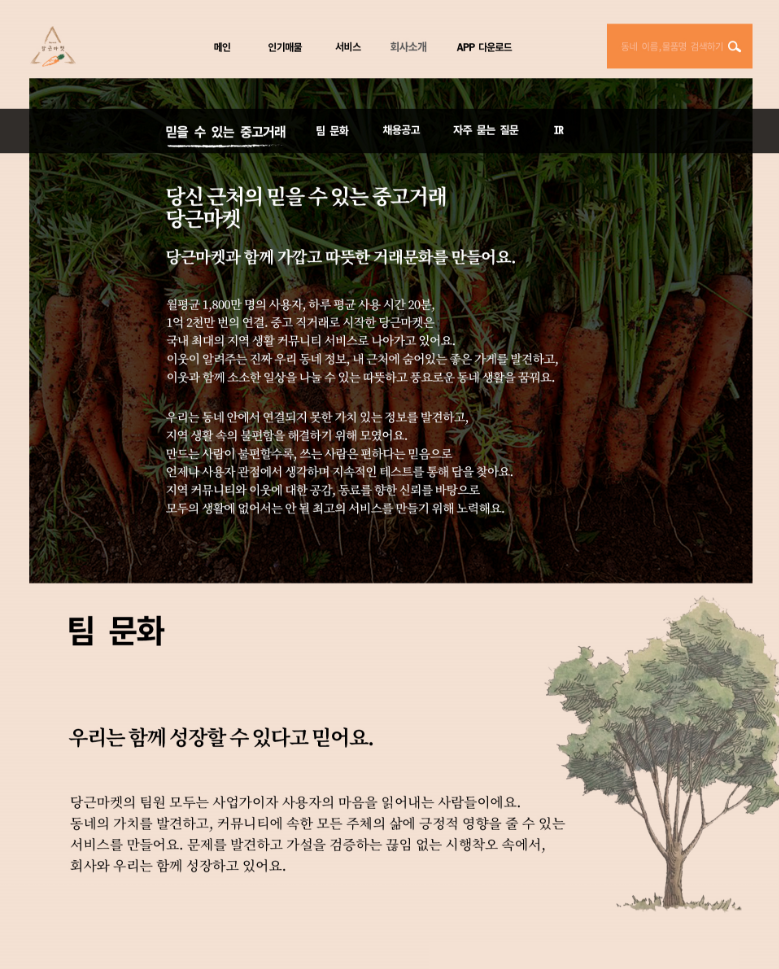 당근마켓
메인 인기매물 서비스 회사소개 APP 다운로드
동네 이름,물품명 검색하기
믿을 수 있는 중고거래 팀 문화 채용공고 자주 묻는 질문 IR
당신 근처의 믿을 수 있는 중고거래
당근마켓
당근마켓과 함께 가깝고 따뜻한 거래문화를 만들어요.
월평균 1,800만 명의 사용자, 하루 평균 사용 시간 20분,
1억 2천만 번의 연결. 중고 직거래로 시작한 당근마켓은
국내 최대의 지역 생활 커뮤니티 서비스로 나아가고 있어요.
이웃이 알려주는 진짜 우리 동네 정보, 내 근처에 숨어있는 좋은 가게를 발견하고,
이웃과 함께 소소한 일상을 나눌 수 있는 따뜻하고 풍요로운 동네 생활을 꿈꿔요.
우리는 동네 안에서 연결되지 못한 가치 있는 정보를 발견하고,
지역 생활 속의 불편함을 해결하기 위해 모였어요.
만드는 사람이 불편할수록, 쓰는 사람은 편하다는 믿음으로
언제나 사용자 관점에서 생각하며 지속적인 테스트를 통해 답을 찾아요.
지역 커뮤니티와 이웃에 대한 공감, 동료를 향한 신뢰를 바탕으로
모두의 생활에 없어서는 안 될 최고의 서비스를 만들기 위해 노력해요.
팀 문화
우리는 함께 성장할 수 있다고 믿어요.
당근마켓의 팀원 모두는 사업가이자 사용자의 마음을 읽어내는 사람들이에요.
동네의 가치를 발견하고, 커뮤니티에 속한 모든 주체의 삶에 긍정적 영향을 줄 수 있는
서비스를 만들어요. 문제를 발견하고 가설을 검증하는 끊임 없는 시행착오 속에서,
회사와 우리는 함께 성장하고 있어요.